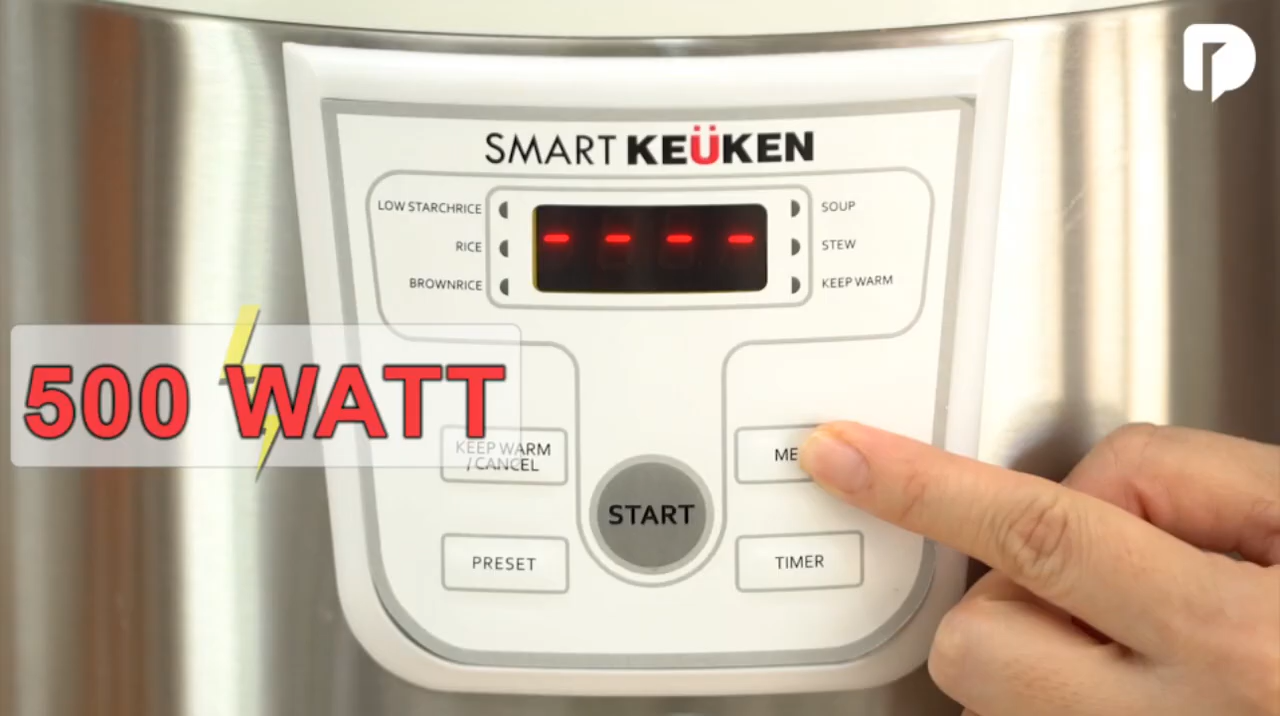 SMART KEÜKEN
LOW STARCHRICE
RICE
BROWNRICE
- - - -
SOUP
STEW
KEEP WARM
500 WATT
KEEP WARM
/CANCEL
START
PRESET
TIMER